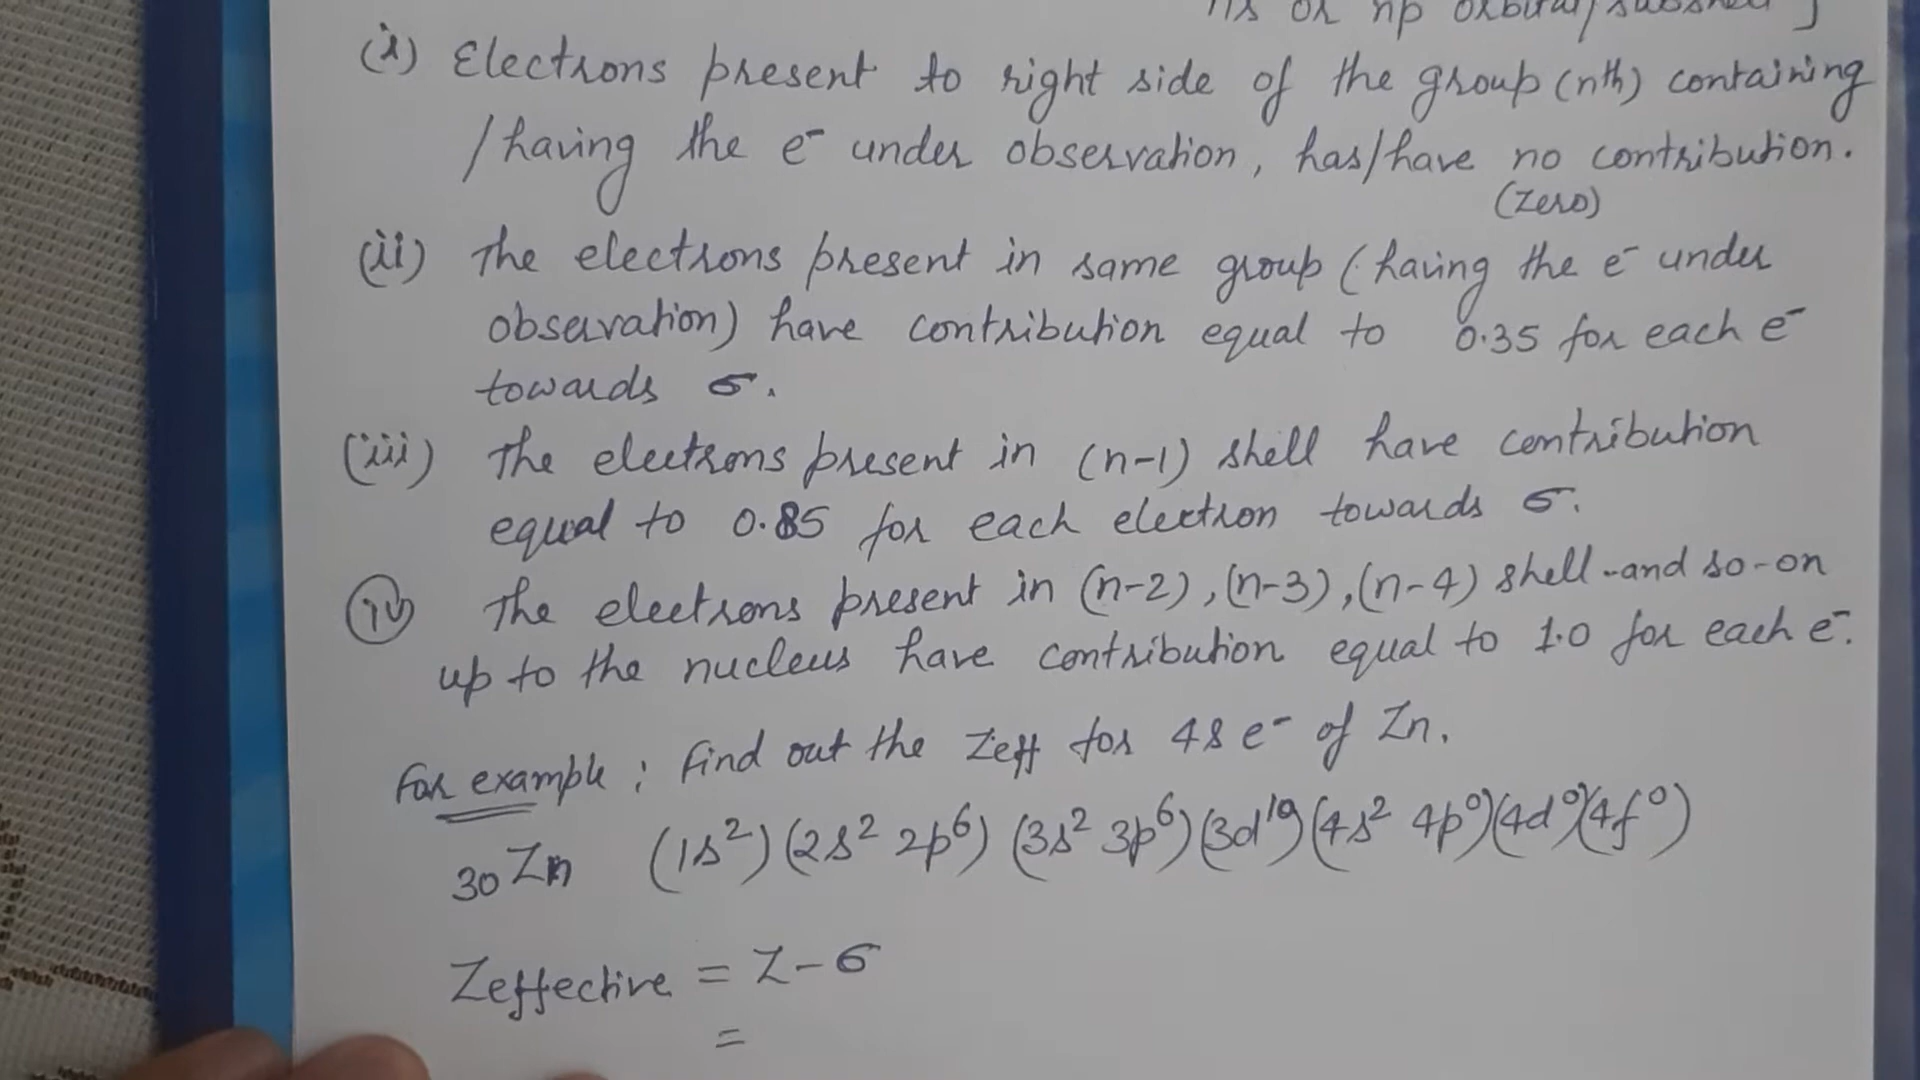 ns or np orbital/subshell]
(i) Electrons present to right side of the group (nth) containing
/having the e⁻ under observation, has/have no contribution.
(zero)
(ii) The electrons present in same group (having the e⁻ under
observation) have contribution equal to 0.35 for each e⁻
towards σ.
(iii) The electrons present in (n-1) shell have contribution
equal to 0.85 for each electron towards σ.
(iv) The electrons present in (n-2), (n-3), (n-4) shell -and so-on
up to the nucleus have contribution equal to 1.0 for each e⁻.
For example: Find out the Zeff for 4s e⁻ of Zn.
₃₀Zn (1s²) (2s² 2p⁶) (3s² 3p⁶) (3d¹⁰) (4s² 4p⁰)(4d⁰)(4f⁰)
Zeffective = Z-σ
=